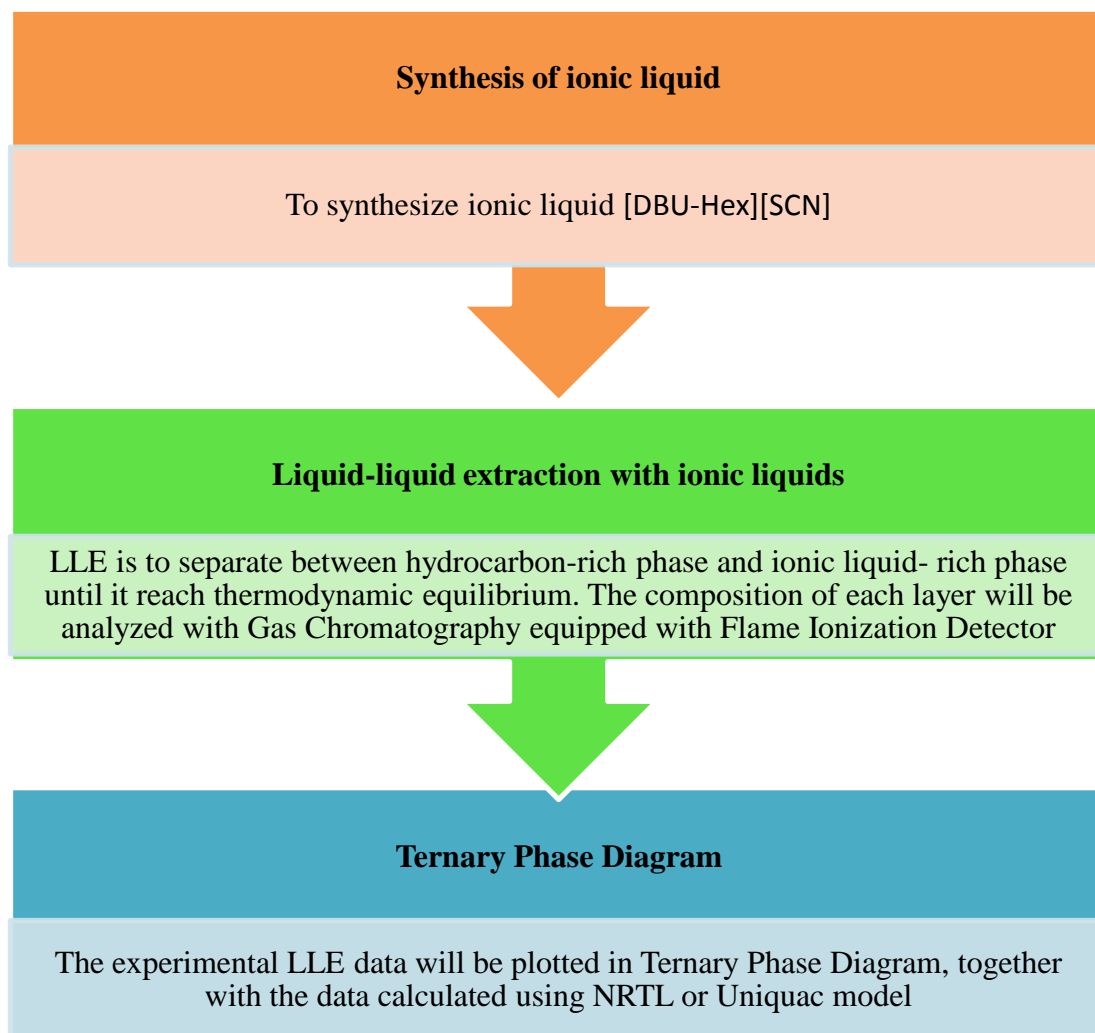 Synthesis of ionic liquid
To synthesize ionic liquid [DBU-Hex][SCN]
Liquid-liquid extraction with ionic liquids
LLE is to separate between hydrocarbon-rich phase and ionic liquid- rich phase
until it reach thermodynamic equilibrium. The composition of each layer will be
analyzed with Gas Chromatography equipped with Flame Ionization Detector
Ternary Phase Diagram
The experimental LLE data will be plotted in Ternary Phase Diagram, together
with the data calculated using NRTL or Uniquac model